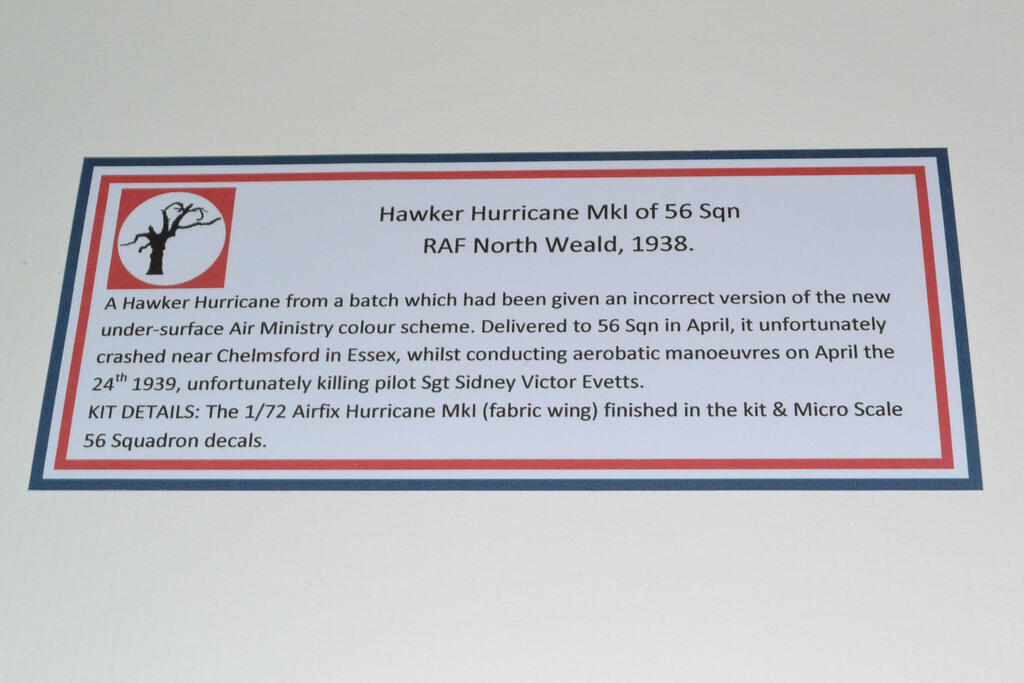 Hawker Hurricane MkI of 56 Sqn
RAF North Weald, 1938.
A Hawker Hurricane from a batch which had been given an incorrect version of the new
under-surface Air Ministry colour scheme. Delivered to 56 Sqn in April, it unfortunately
crashed near Chelmsford in Essex, whilst conducting aerobatic manoeuvres on April the
24th 1939, unfortunately killing pilot Sgt Sidney Victor Evetts.
KIT DETAILS: The 1/72 Airfix Hurricane MkI (fabric wing) finished in the kit & Micro Scale
56 Squadron decals.